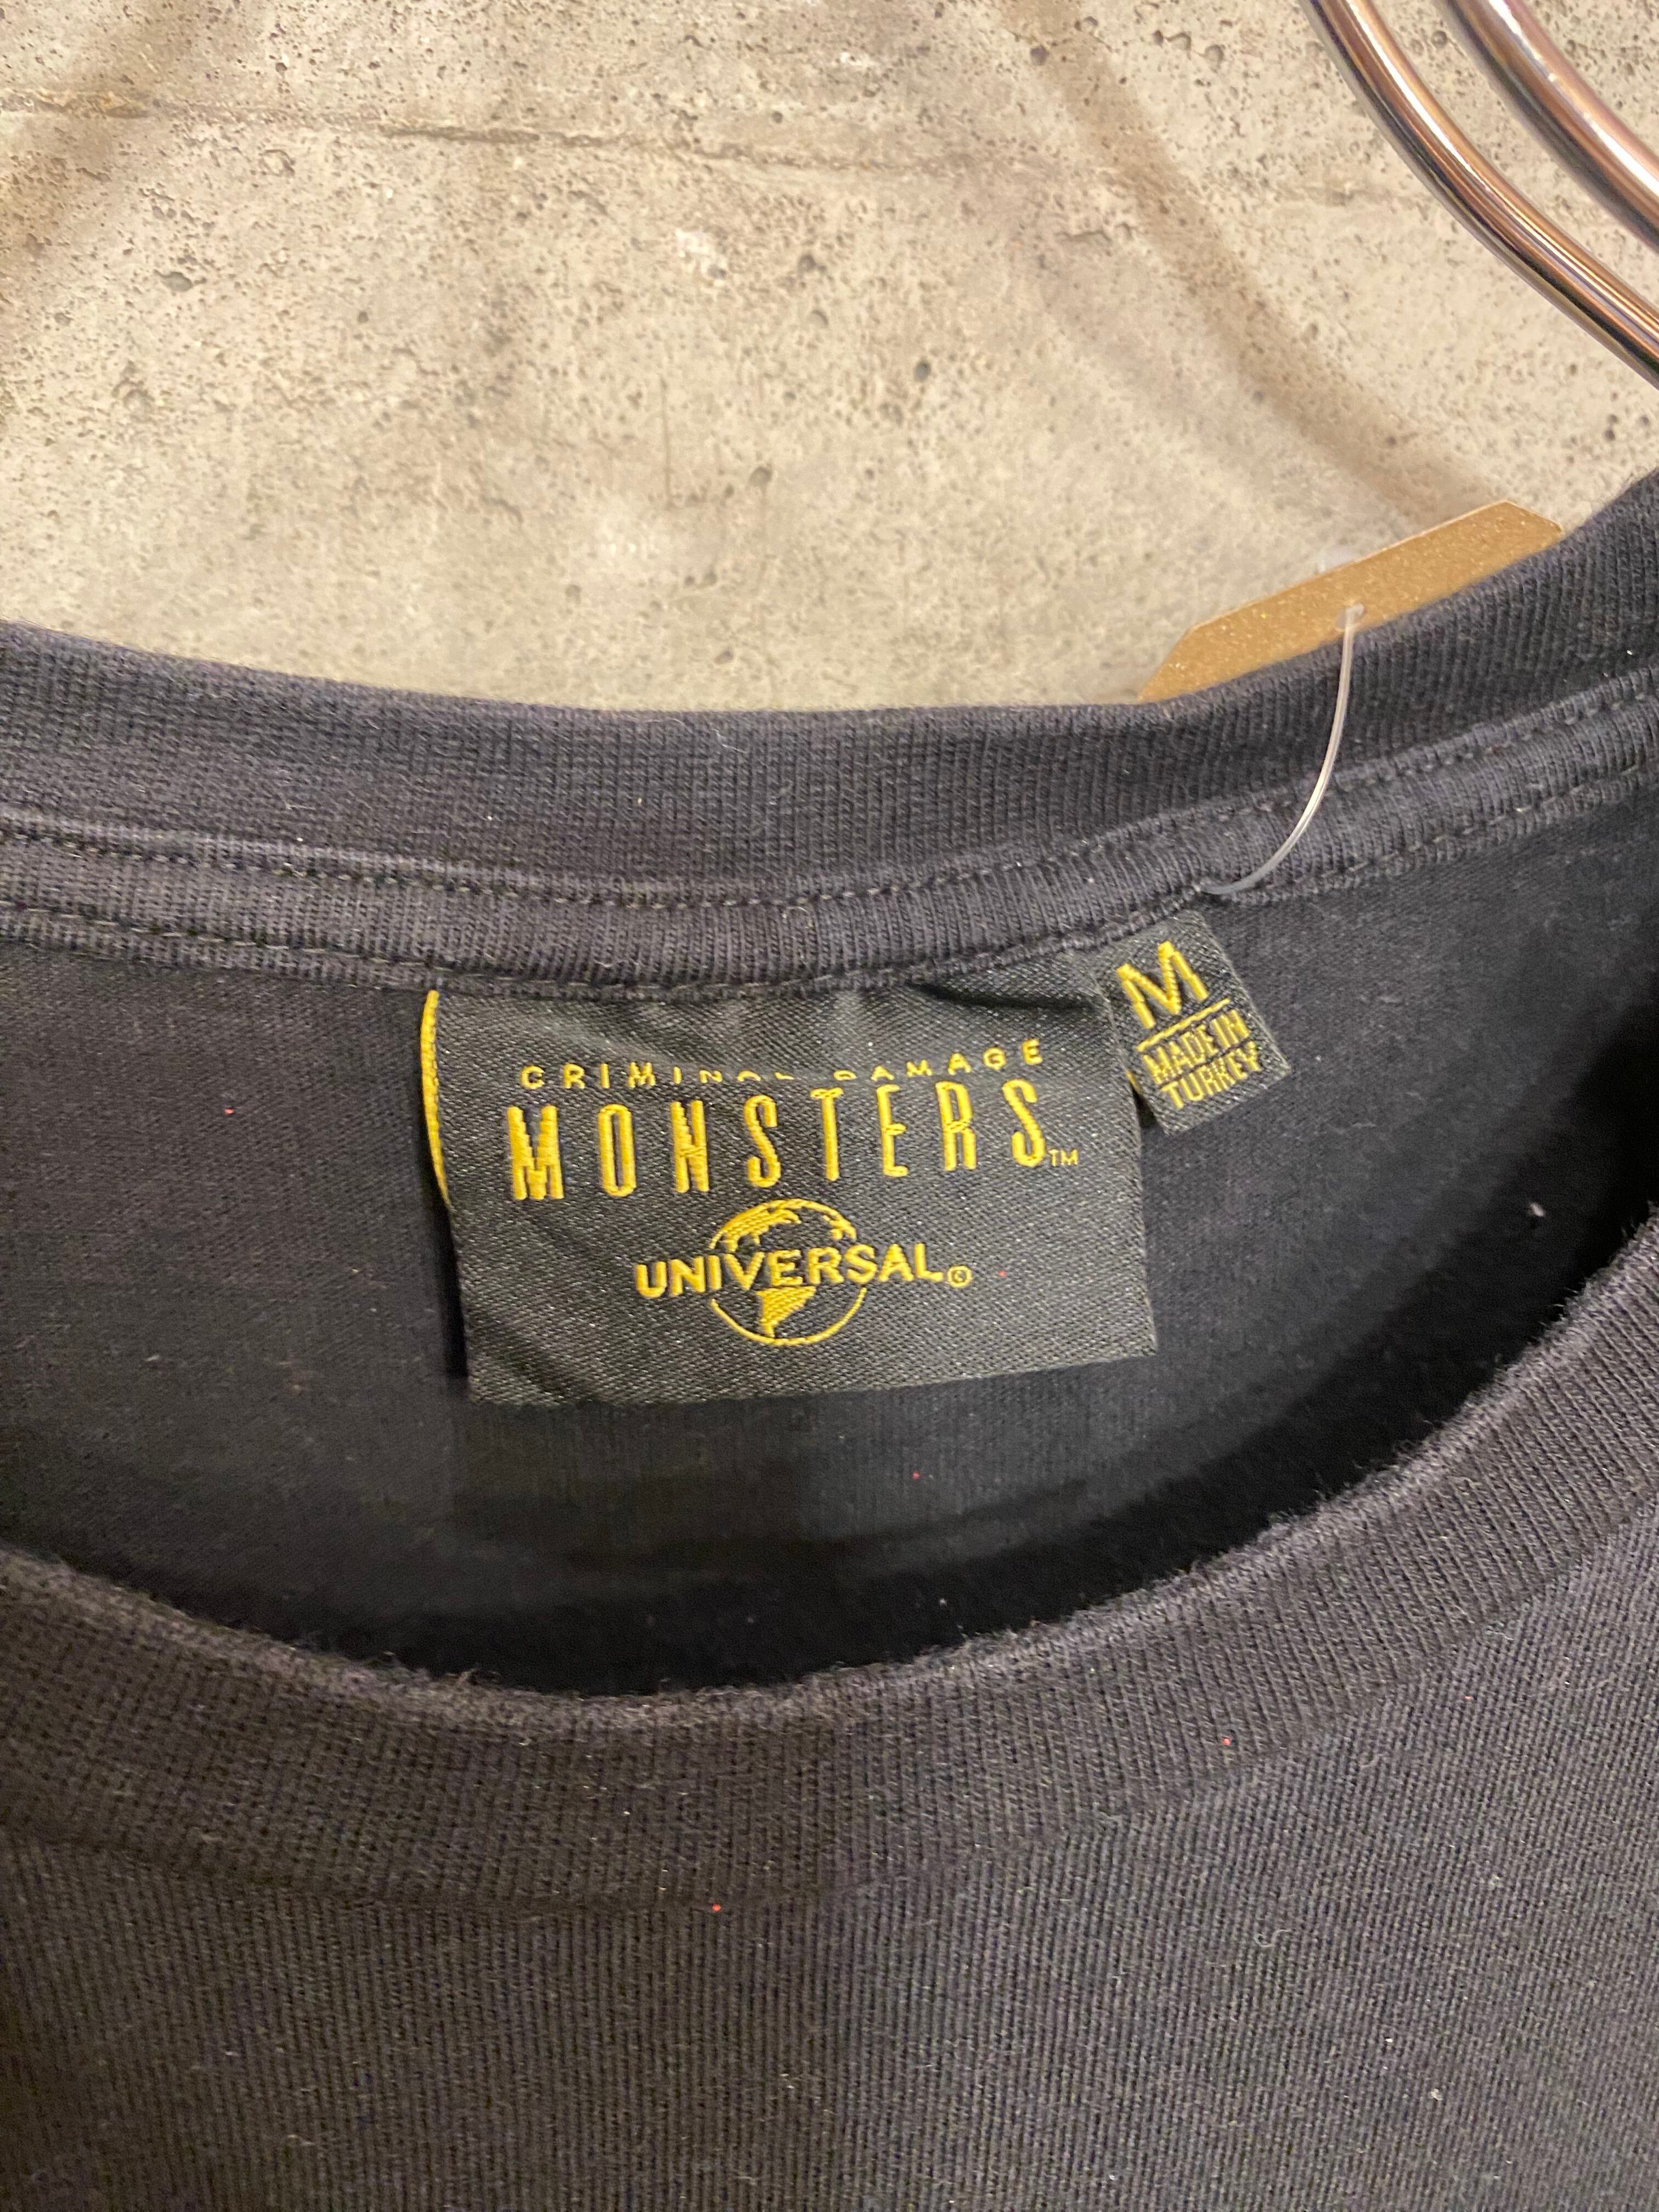 CRIMINAL DAMAGE
MONSTERS™
UNIVERSAL©
M
MADE IN
TURKEY